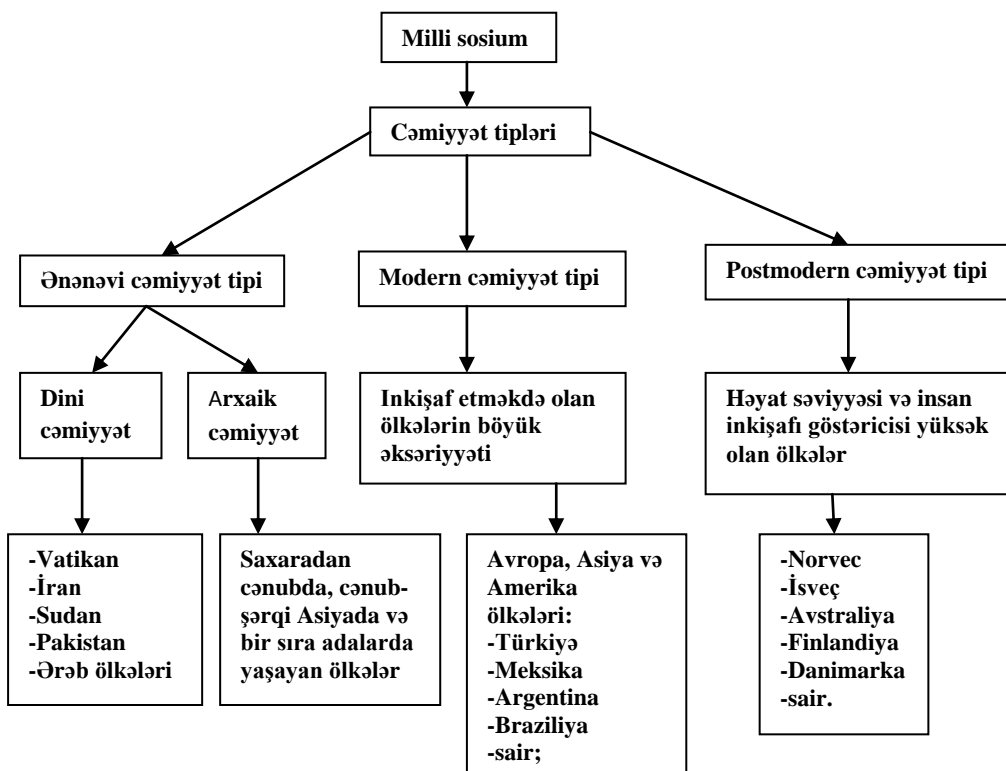 Milli sosium
Cəmiyyət tipləri
Ənənəvi cəmiyyət tipi
Modern cəmiyyət tipi
Postmodern cəmiyyət tipi
Dini
cəmiyyət
Arxaik
cəmiyyət
Inkişaf etməkdə olan
ölkələrin böyük
əksəriyyəti
Həyat səviyyəsi və insan
inkişafı göstəricisi yüksək
olan ölkələr
-Vatikan
-İran
-Sudan
-Pakistan
-Ərəb ölkələri
Saxaradan
cənubda, cənub-
şərqi Asiyada və
bir sıra adalarda
yaşayan ölkələr
Avropa, Asiya və
Amerika
ölkələri:
-Türkiyə
-Meksika
-Argentina
-Braziliya
-sair;
-Norvec
-İsveç
-Avstraliya
-Finlandiya
-Danimarka
-sair.